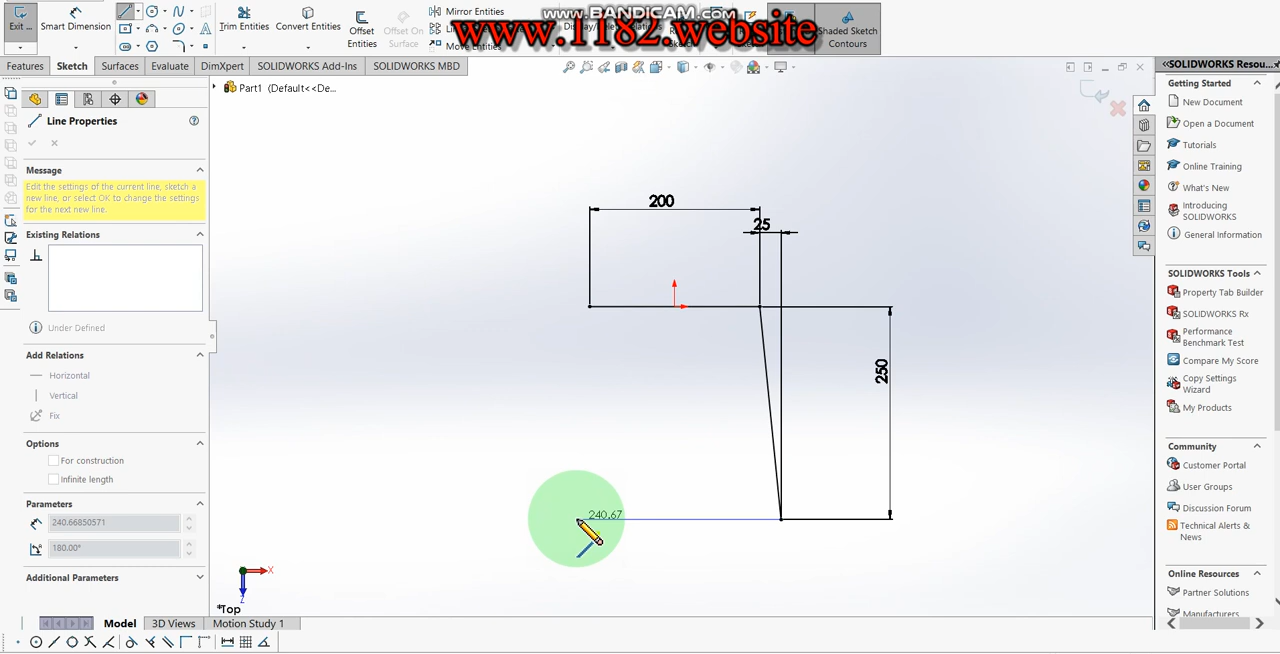 www.BANDICAM.com
www.1182.website
Exit ...
Smart Dimension
Trim Entities
Convert Entities
Offset
Entities
Offset On
Surface
Mirror Entities
Move Entities
Shaded Sketch
Contours
Features
Sketch
Surfaces
Evaluate
DimXpert
SOLIDWORKS Add-Ins
SOLIDWORKS MBD
Part1 (Default<<De...
Line Properties
Message
Edit the settings of the current line, sketch a
new line, or select OK to change the settings
for the next new line.
Existing Relations
Under Defined
Add Relations
Horizontal
Vertical
Fix
Options
For construction
Infinite length
Parameters
240.66850571
180.00°
Additional Parameters
200
25
250
240.67
X
Z
*Top
Model
3D Views
Motion Study 1
SOLIDWORKS Resou...
Getting Started
New Document
Open a Document
Tutorials
Online Training
What's New
Introducing
SOLIDWORKS
General Information
SOLIDWORKS Tools
Property Tab Builder
SOLIDWORKS Rx
Performance
Benchmark Test
Compare My Score
Copy Settings
Wizard
My Products
Community
Customer Portal
User Groups
Discussion Forum
Technical Alerts &
News
Online Resources
Partner Solutions
Manufacturers